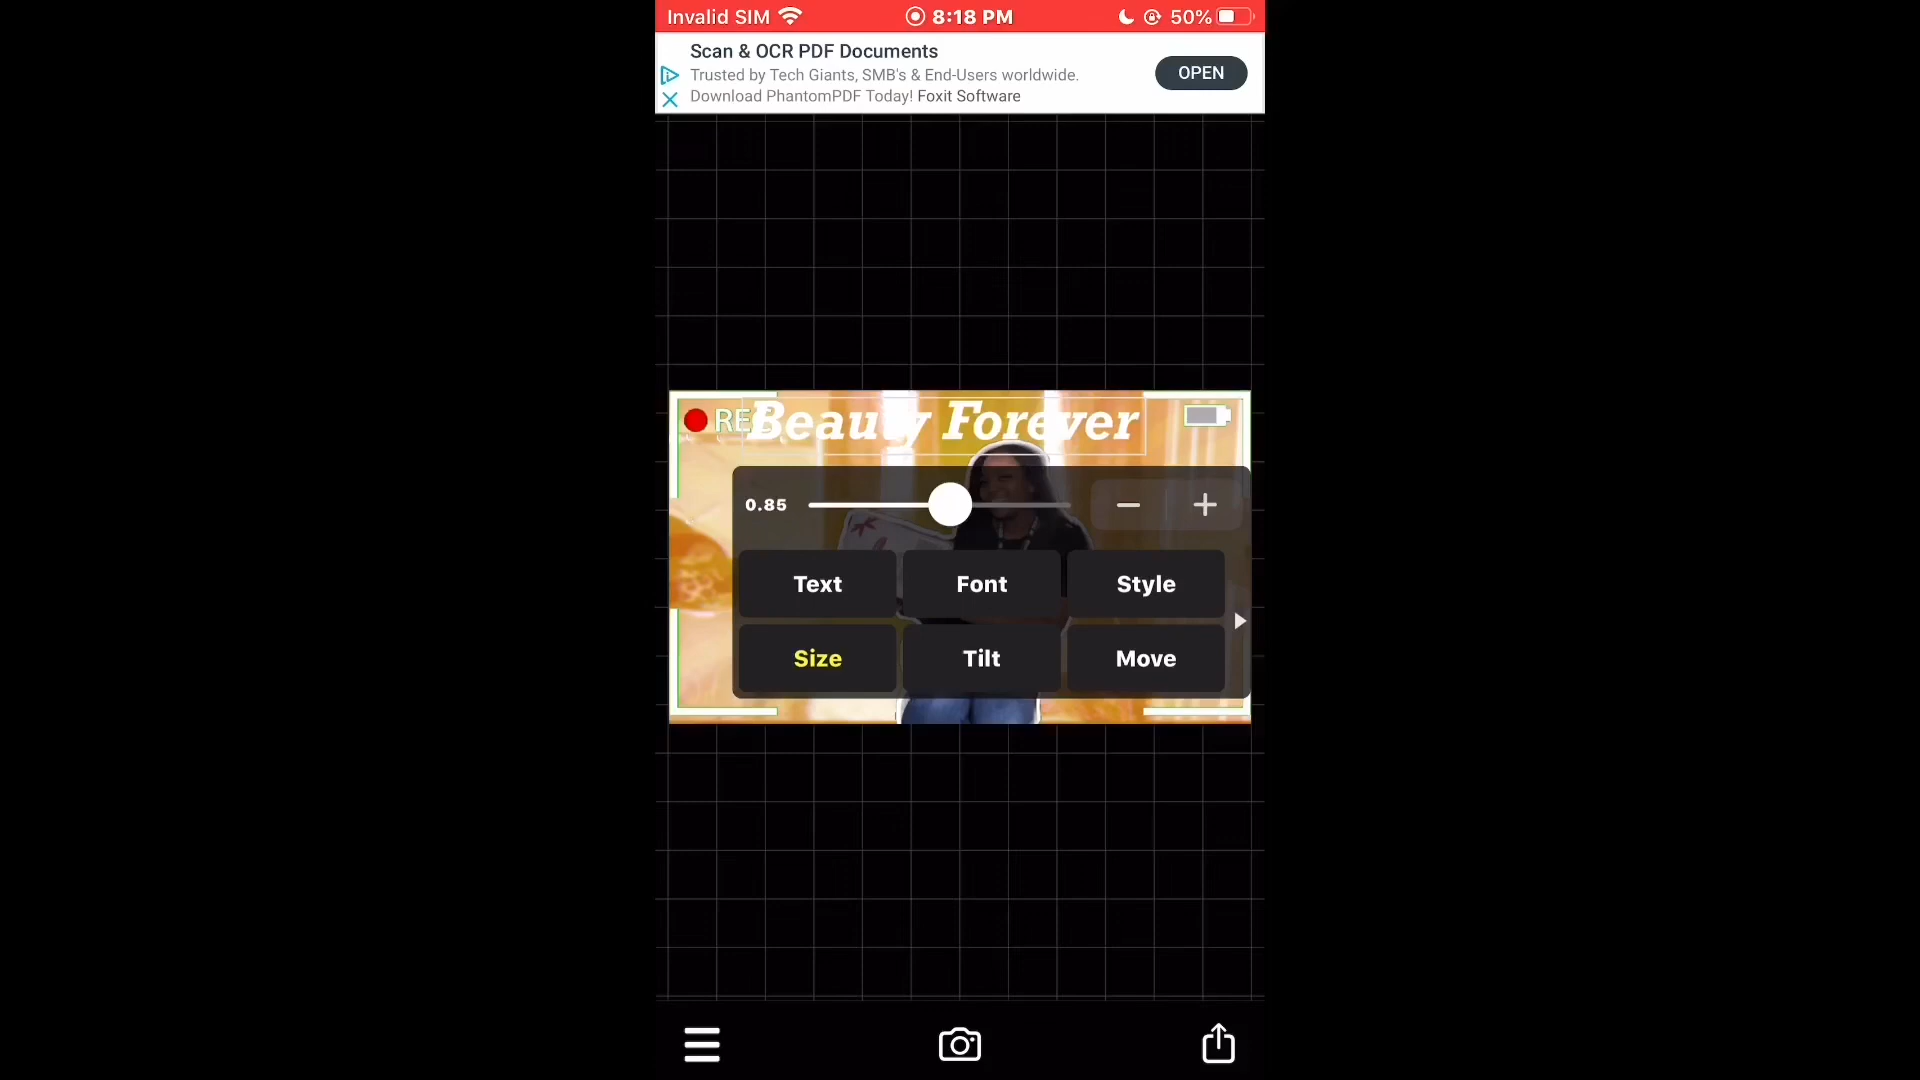 Invalid SIM 8:18 PM 50%
Scan & OCR PDF Documents
Trusted by Tech Giants, SMB's & End-Users worldwide.
Download PhantomPDF Today! Foxit Software
OPEN
Beauty Forever
0.85
Text Font Style
Size Tilt Move